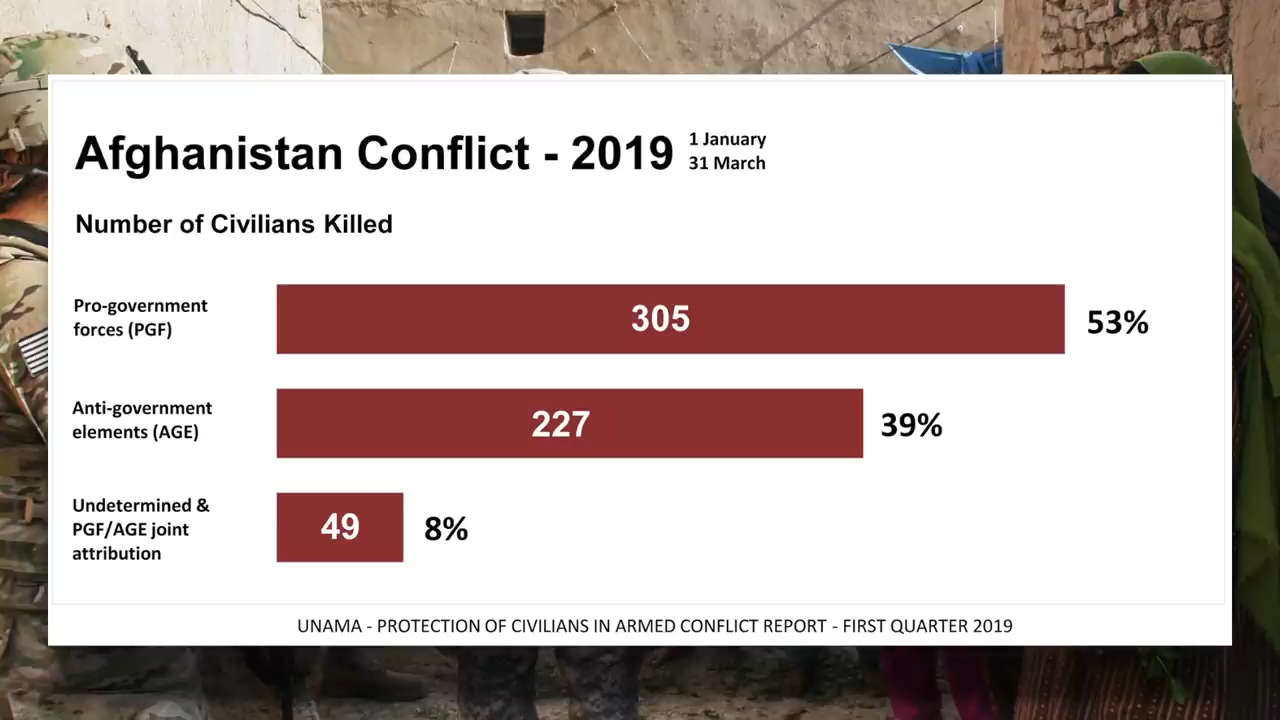 Afghanistan Conflict - 2019
1 January
31 March
Number of Civilians Killed
Pro-government
forces (PGF)
305
53%
Anti-government
elements (AGE)
227
39%
Undetermined &
PGF/AGE joint
attribution
49
8%
UNAMA - PROTECTION OF CIVILIANS IN ARMED CONFLICT REPORT - FIRST QUARTER 2019